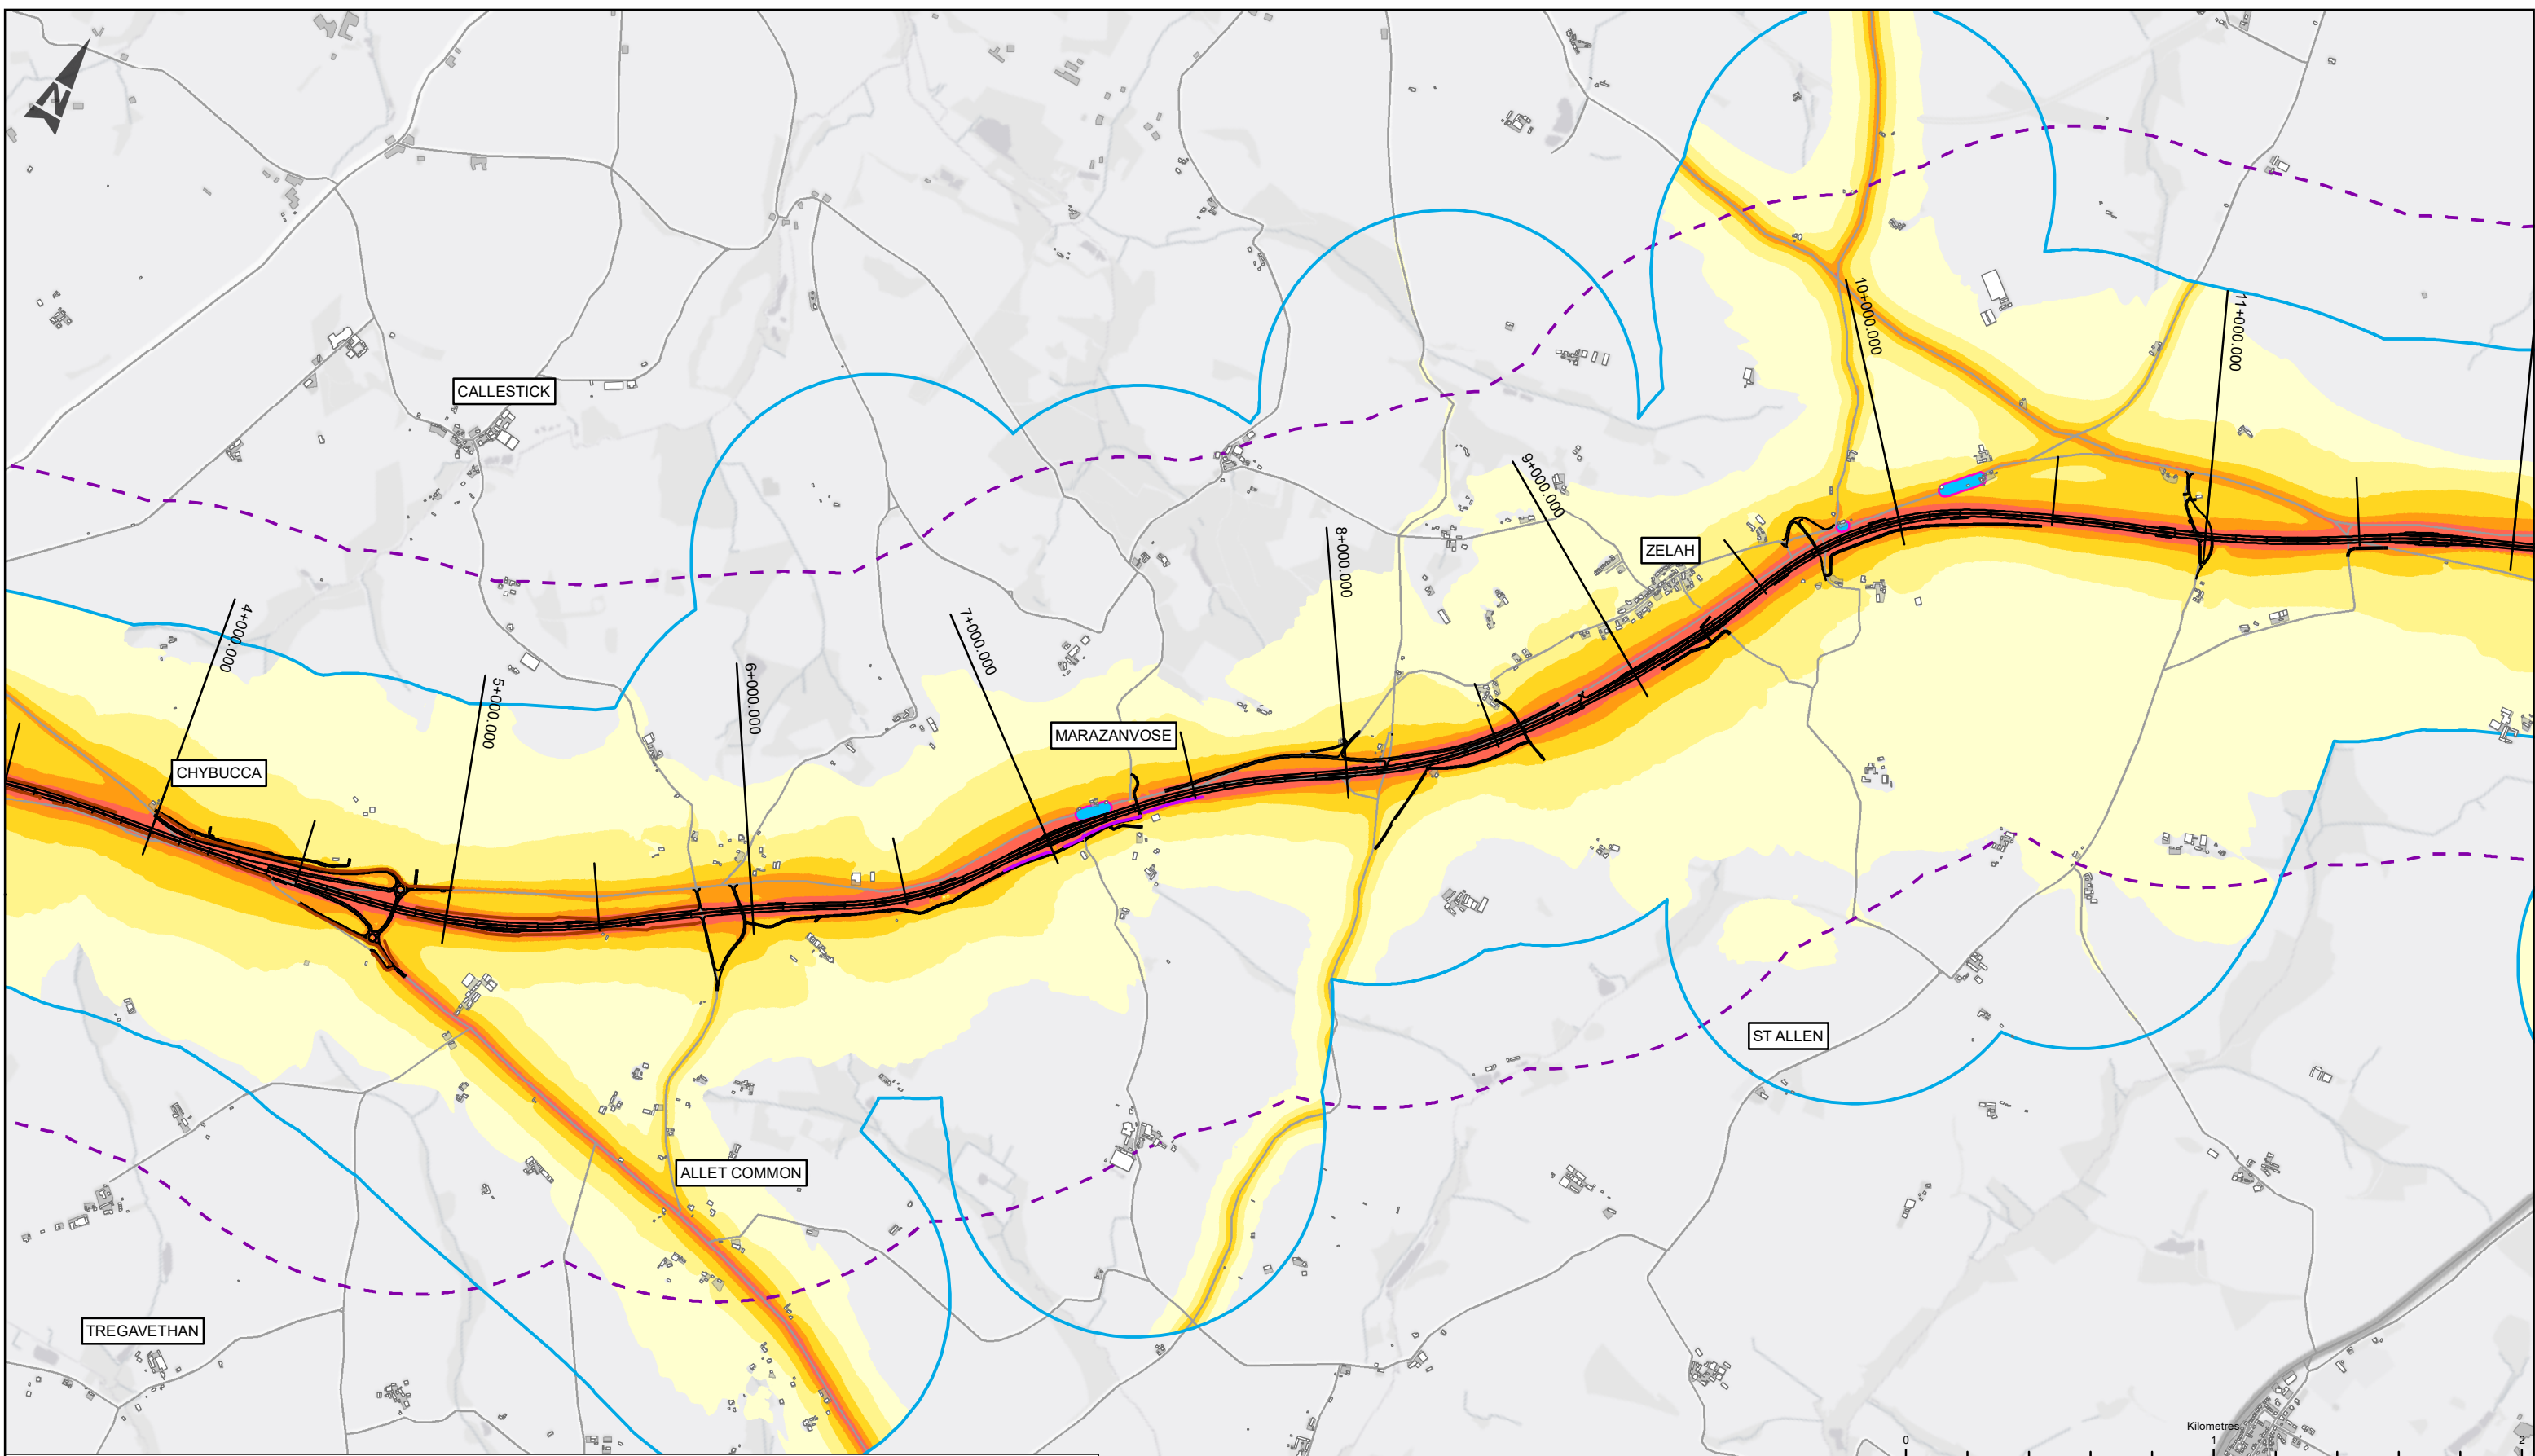 N
10+000.000
11+000.000
CALLESTICK
9+000.000
8+000.000
ZELAH
4+000.000
7+000.000
5+000.000
6+000.000
MARAZANVOSE
CHYBUCCA
ST ALLEN
ALLET COMMON
TREGAVETHAN
Kilometres
0 1 2